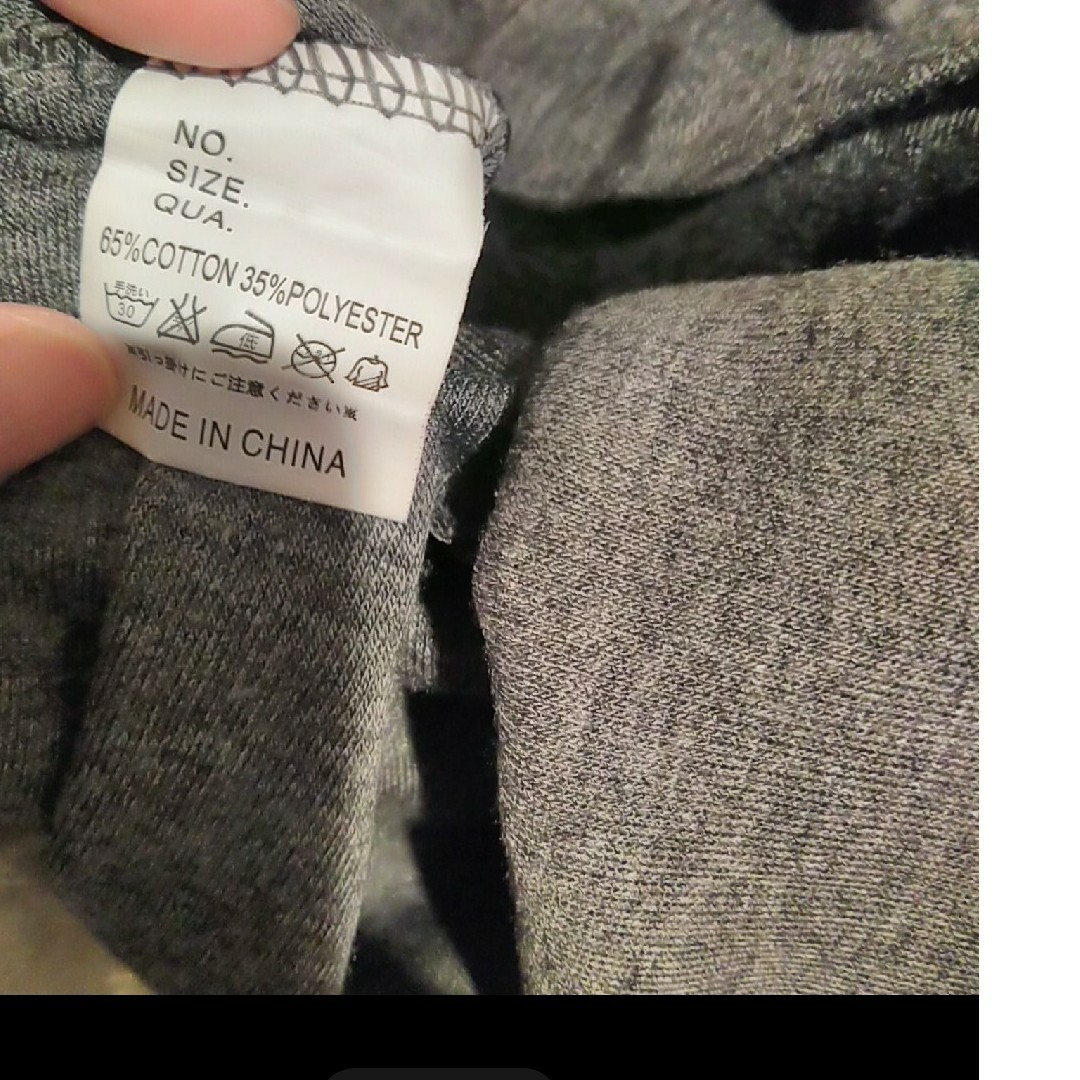 NO.
SIZE.
QUA.
65%COTTON 35%POLYESTER
手洗い
30 低
※引っ掛けにご注意ください※
MADE IN CHINA